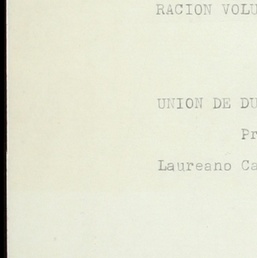 RACION VOLU
UNION DE DU
Pr
Laureano Ca